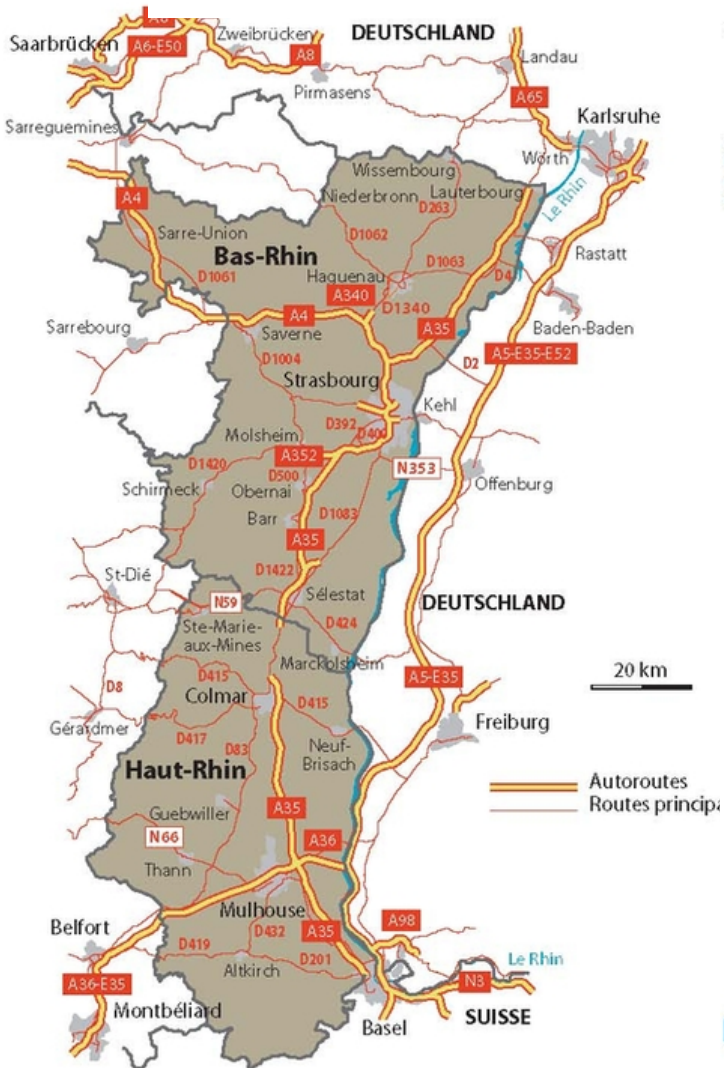 A6-E50
Zweibrücken
DEUTSCHLAND
Saarbrücken
A8
Landau
Pirmasens
A65
Karlsruhe
Sarreguemines
Wörth
Wissembourg
Niederbronn
Lauterbourg
Le Rhin
A4
D263
Sarre-Union
D1062
Bas-Rhin
Rastatt
D1061
Haguenau
D1063
D4
A340
D1340
A4
A35
Baden-Baden
Sarrebourg
Saverne
A5-E35-E52
D1004
D2
Strasbourg
Kehl
D392
D400
Molsheim
A352
D1420
D500
N353
Schirmeck
Obernai
Offenburg
Barr
D1083
A35
D1422
St-Dié
N59
Sélestat
DEUTSCHLAND
Ste-Marie-
aux-Mines
D424
Marckolsheim
D415
A5-E35
20 km
D8
Colmar
D415
Gérardmer
Freiburg
D417
D83
Neuf-
Brisach
Haut-Rhin
Autoroutes
Guebwiller
A35
Routes principa
N66
A36
Thann
Mulhouse
A98
Belfort
D432
A35
D419
Altkirch
D201
Le Rhin
A36-E35
N3
Montbéliard
Basel
SUISSE